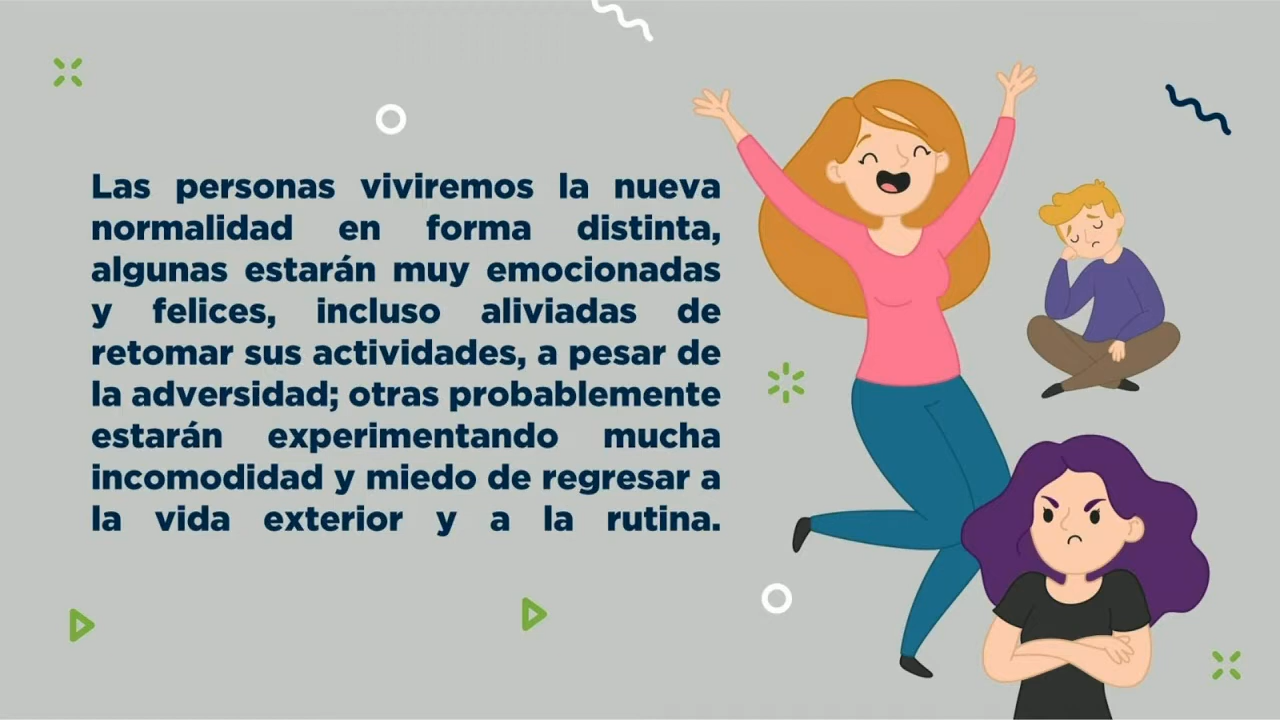 Las personas viviremos la nueva
normalidad en forma distinta,
algunas estarán muy emocionadas
y felices, incluso aliviadas de
retomar sus actividades, a pesar de
la adversidad; otras probablemente
estarán experimentando mucha
incomodidad y miedo de regresar a
la vida exterior y a la rutina.